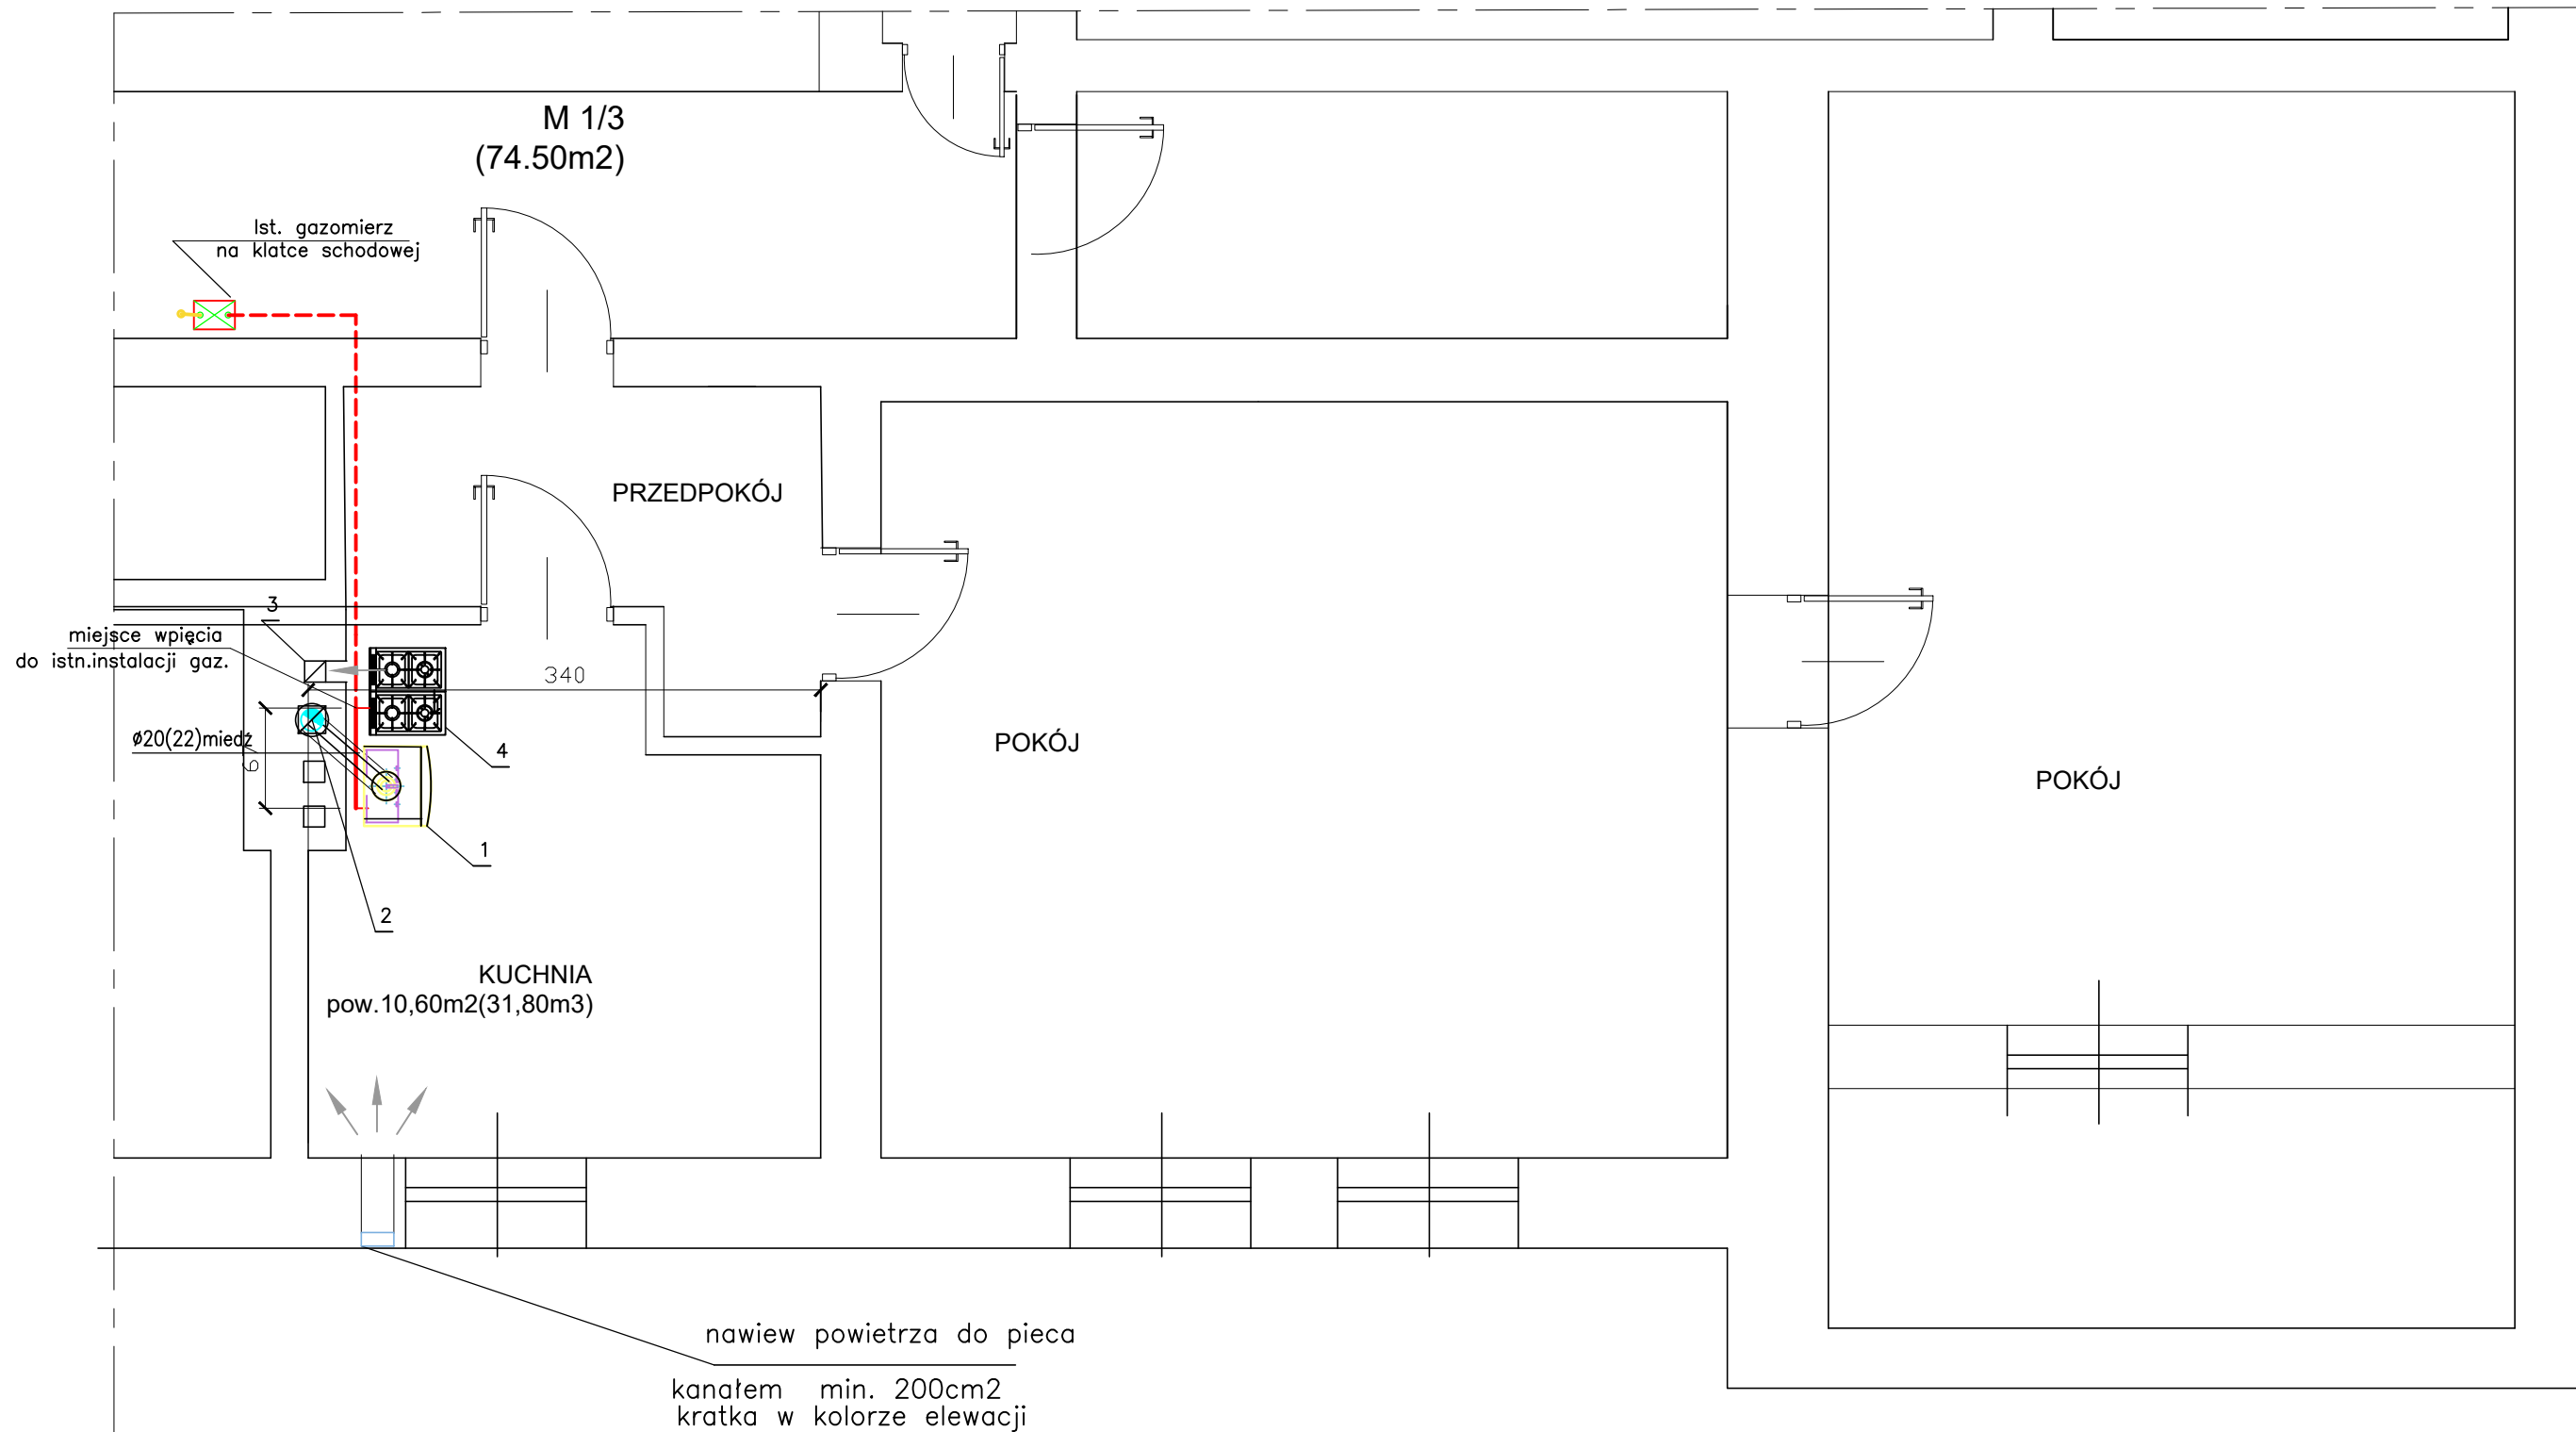 M 1/3
(74.50m2)
Ist. gazomierz
na klatce schodowej
PRZEDPOKÓJ
3
miejsce wpięcia
do istn.instalacji gaz.
340
ø20(22)miedź
4
POKÓJ
POKÓJ
1
2
KUCHNIA
pow.10,60m2(31,80m3)
nawiew powietrza do pieca
kanałem min. 200cm2
kratka w kolorze elewacji